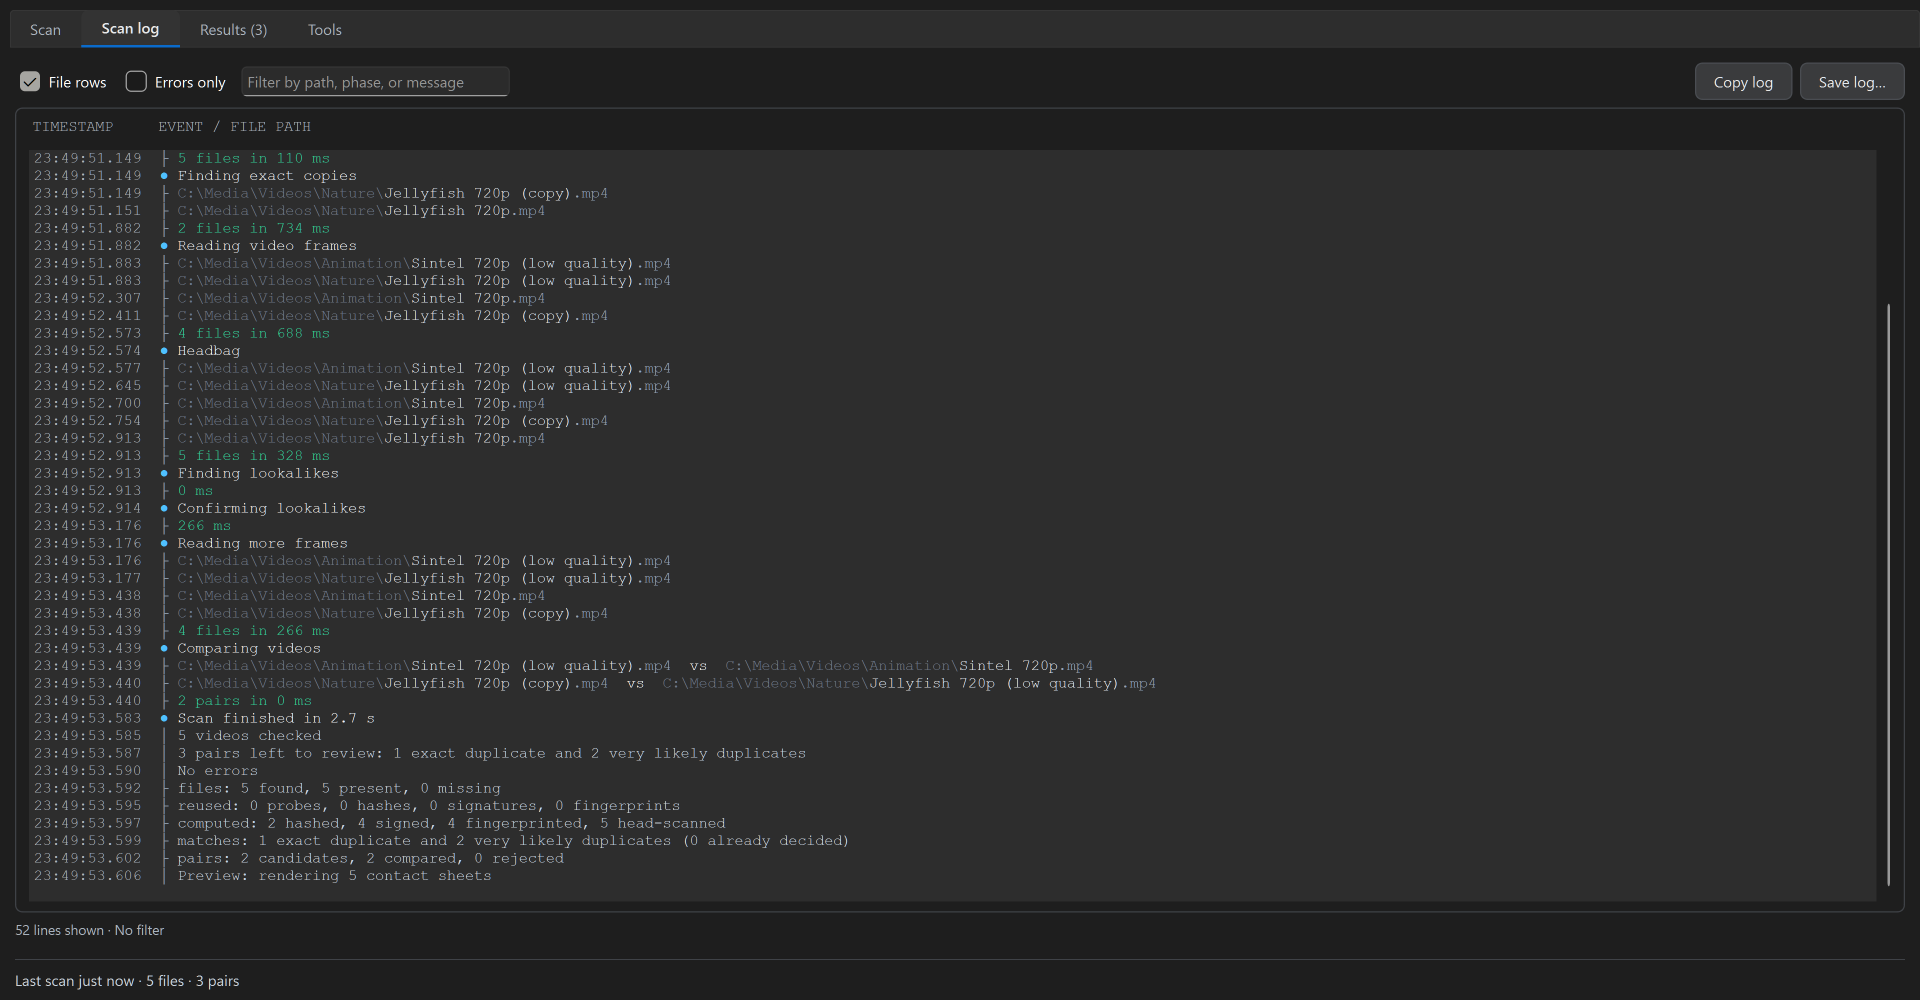 Scan Scan log Results (3) Tools
File rows Errors only Filter by path, phase, or message Copy log Save log...
TIMESTAMP EVENT / FILE PATH
23:49:51.149 5 files in 110 ms
23:49:51.149 Finding exact copies
23:49:51.149 C:\Media\Videos\Nature\Jellyfish 720p (copy).mp4
23:49:51.151 C:\Media\Videos\Nature\Jellyfish 720p.mp4
23:49:51.882 2 files in 734 ms
23:49:51.882 Reading video frames
23:49:51.883 C:\Media\Videos\Animation\Sintel 720p (low quality).mp4
23:49:51.883 C:\Media\Videos\Nature\Jellyfish 720p (low quality).mp4
23:49:52.307 C:\Media\Videos\Animation\Sintel 720p.mp4
23:49:52.411 C:\Media\Videos\Nature\Jellyfish 720p (copy).mp4
23:49:52.573 4 files in 688 ms
23:49:52.574 Headbag
23:49:52.577 C:\Media\Videos\Animation\Sintel 720p (low quality).mp4
23:49:52.645 C:\Media\Videos\Nature\Jellyfish 720p (low quality).mp4
23:49:52.700 C:\Media\Videos\Animation\Sintel 720p.mp4
23:49:52.754 C:\Media\Videos\Nature\Jellyfish 720p (copy).mp4
23:49:52.913 C:\Media\Videos\Nature\Jellyfish 720p.mp4
23:49:52.913 5 files in 328 ms
23:49:52.913 Finding lookalikes
23:49:52.913 0 ms
23:49:52.914 Confirming lookalikes
23:49:53.176 266 ms
23:49:53.176 Reading more frames
23:49:53.176 C:\Media\Videos\Animation\Sintel 720p (low quality).mp4
23:49:53.177 C:\Media\Videos\Nature\Jellyfish 720p (low quality).mp4
23:49:53.438 C:\Media\Videos\Animation\Sintel 720p.mp4
23:49:53.438 C:\Media\Videos\Nature\Jellyfish 720p (copy).mp4
23:49:53.439 4 files in 266 ms
23:49:53.439 Comparing videos
23:49:53.439 C:\Media\Videos\Animation\Sintel 720p (low quality).mp4 vs C:\Media\Videos\Animation\Sintel 720p.mp4
23:49:53.440 C:\Media\Videos\Nature\Jellyfish 720p (copy).mp4 vs C:\Media\Videos\Nature\Jellyfish 720p (low quality).mp4
23:49:53.440 2 pairs in 0 ms
23:49:53.583 Scan finished in 2.7 s
23:49:53.585 5 videos checked
23:49:53.587 3 pairs left to review: 1 exact duplicate and 2 very likely duplicates
23:49:53.590 No errors
23:49:53.592 files: 5 found, 5 present, 0 missing
23:49:53.595 reused: 0 probes, 0 hashes, 0 signatures, 0 fingerprints
23:49:53.597 computed: 2 hashed, 4 signed, 4 fingerprinted, 5 head-scanned
23:49:53.599 matches: 1 exact duplicate and 2 very likely duplicates (0 already decided)
23:49:53.602 pairs: 2 candidates, 2 compared, 0 rejected
23:49:53.606 Preview: rendering 5 contact sheets
52 lines shown · No filter
Last scan just now · 5 files · 3 pairs